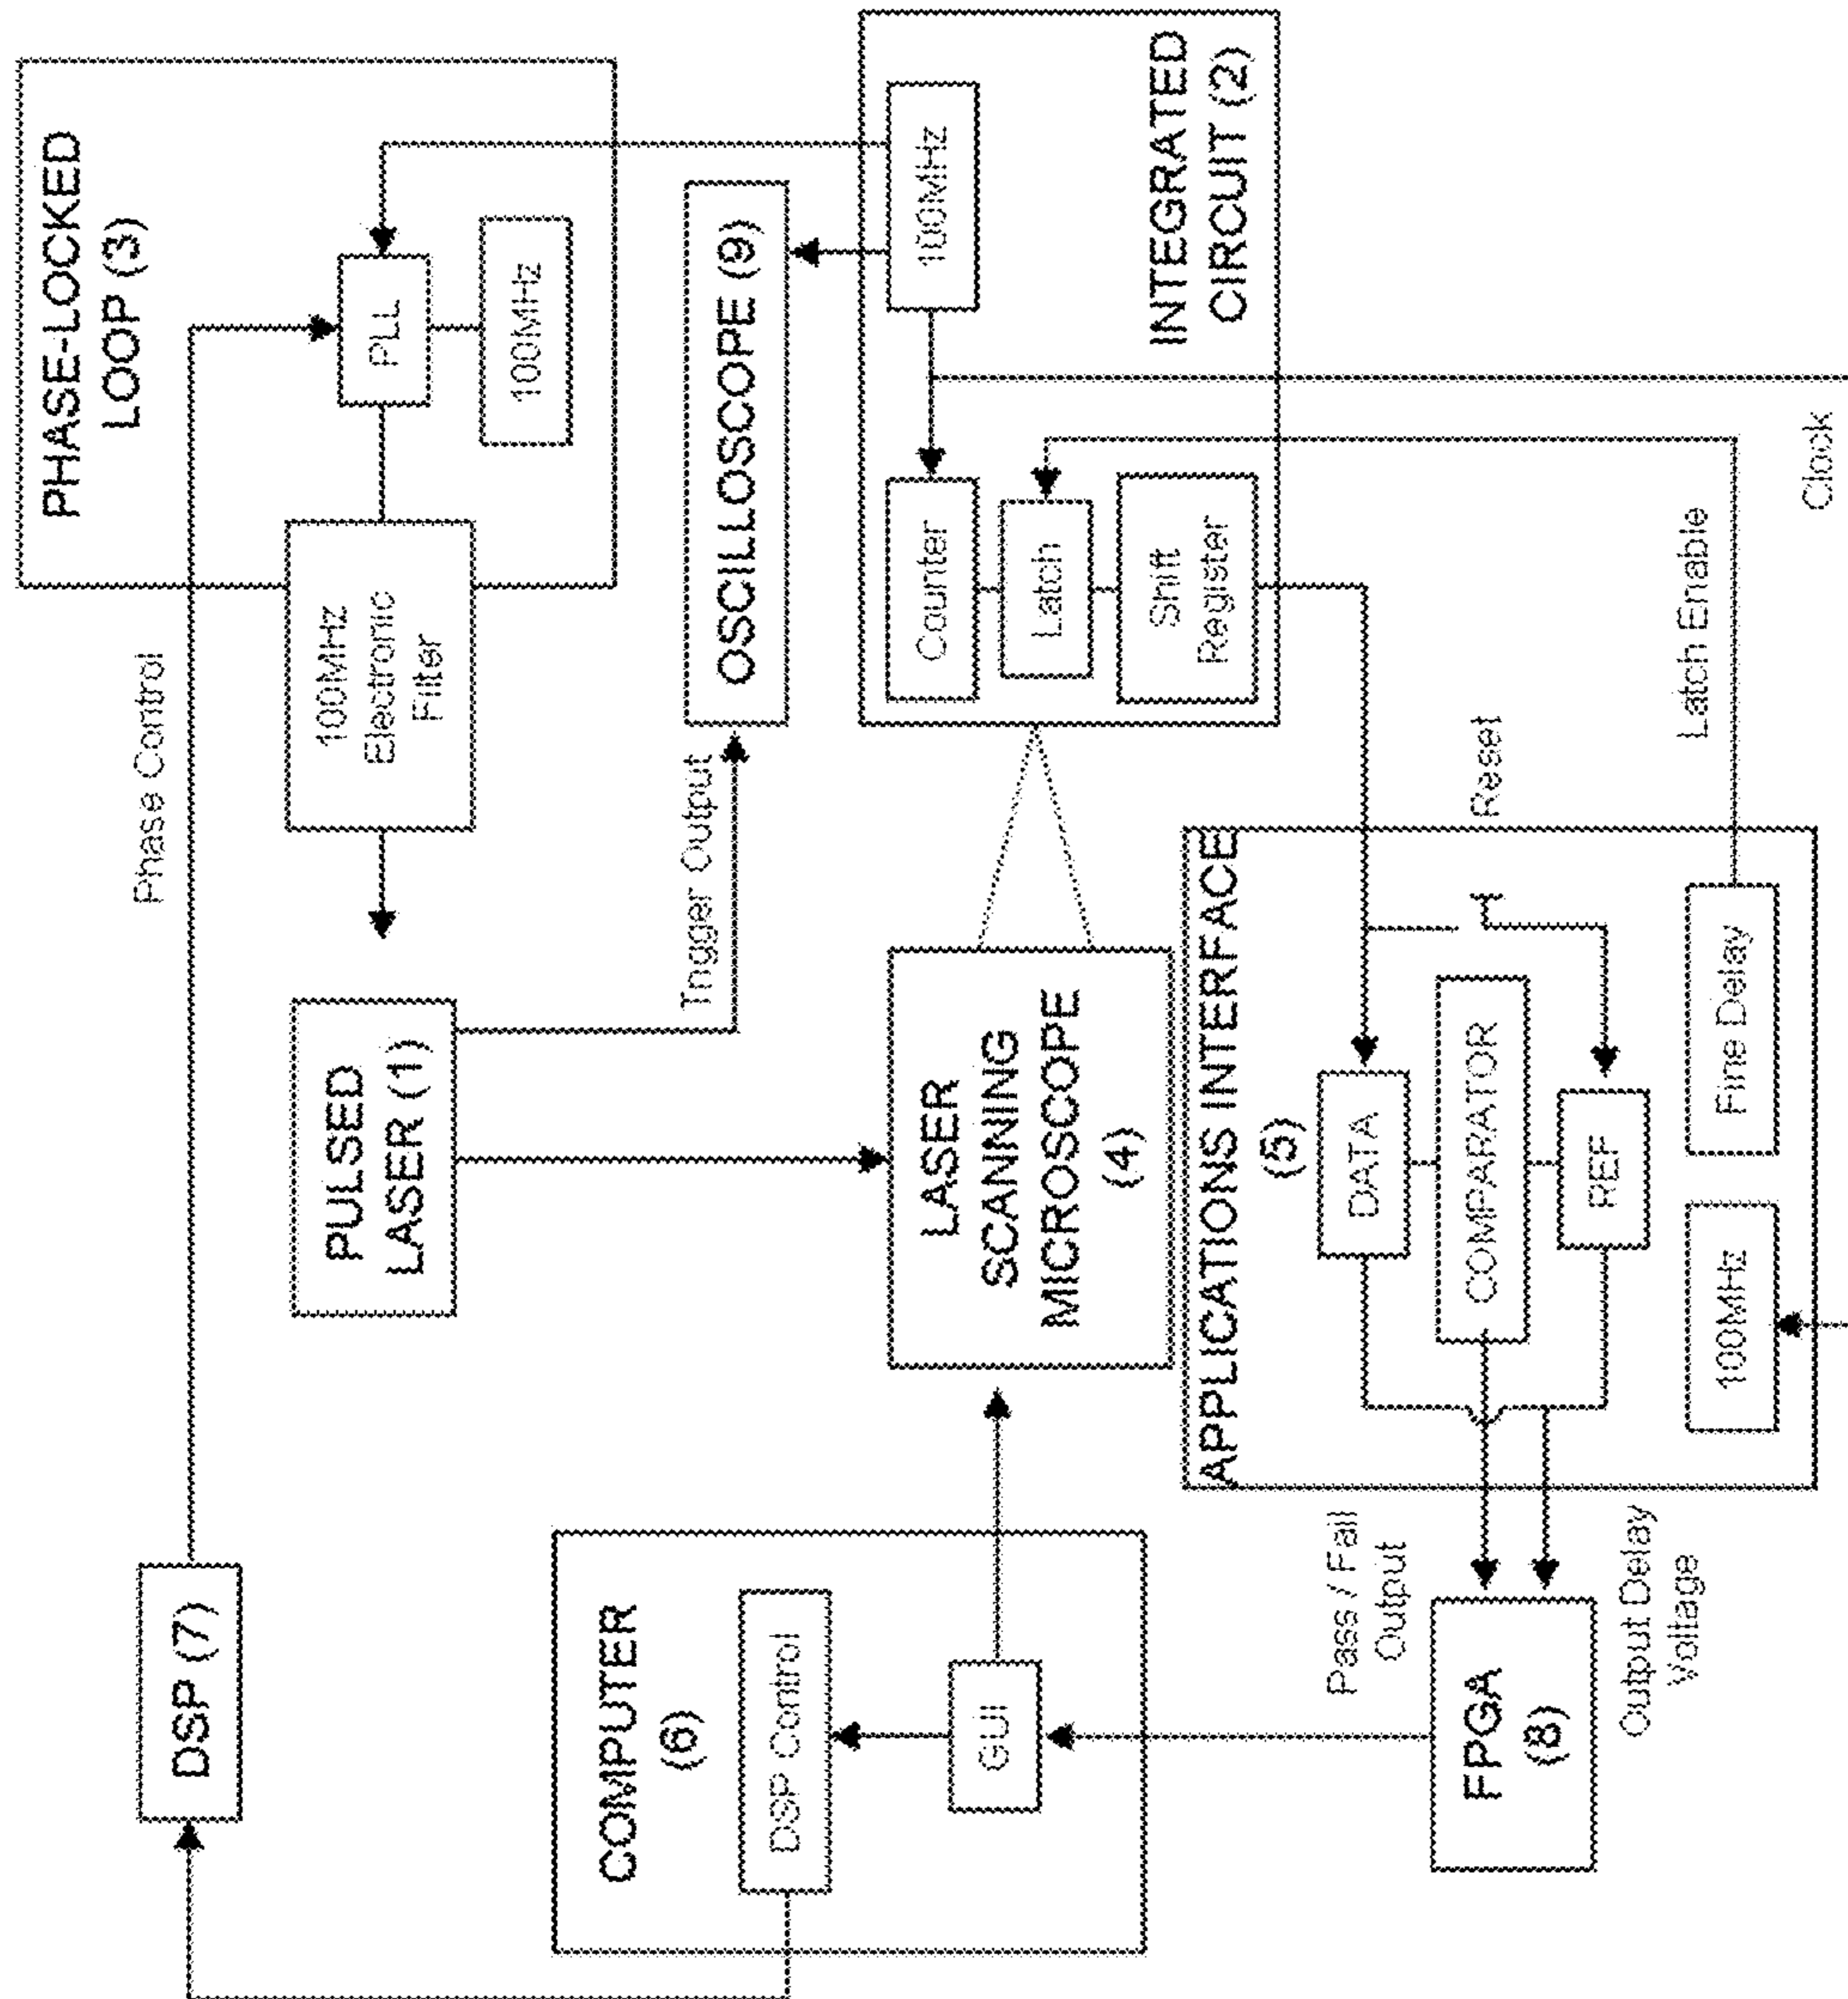 DSP (7)
Phase Control
PHASE-LOCKED
LOOP (3)
PULSED
LASER (1)
100MHz
Electronic
Filter
PLL
100MHz
COMPUTER
(6)
DSP Control
GUI
Trigger Output
OSCILLOSCOPE (9)
LASER
SCANNING
MICROSCOPE
(4)
Counter
Latch
Shift
Register
100MHz
INTEGRATED
CIRCUIT (2)
APPLICATIONS INTERFACE
(5)
DATA
COMPARATOR
REF
100MHz
Fine Delay
Pass / Fail
Output
FPGA
(8)
Output Delay
Voltage
Reset
Latch Enable
Clock